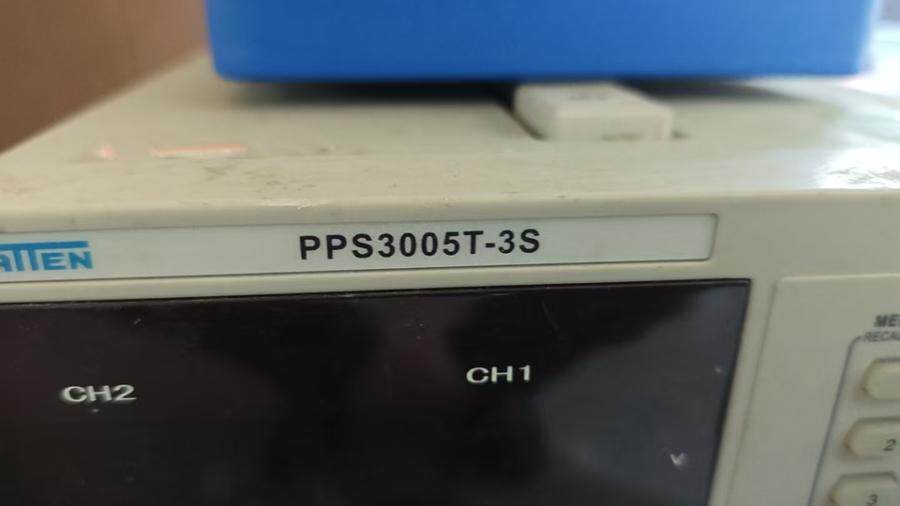 ATTEN PPS3005T-3S
CH2 CH1
2
3